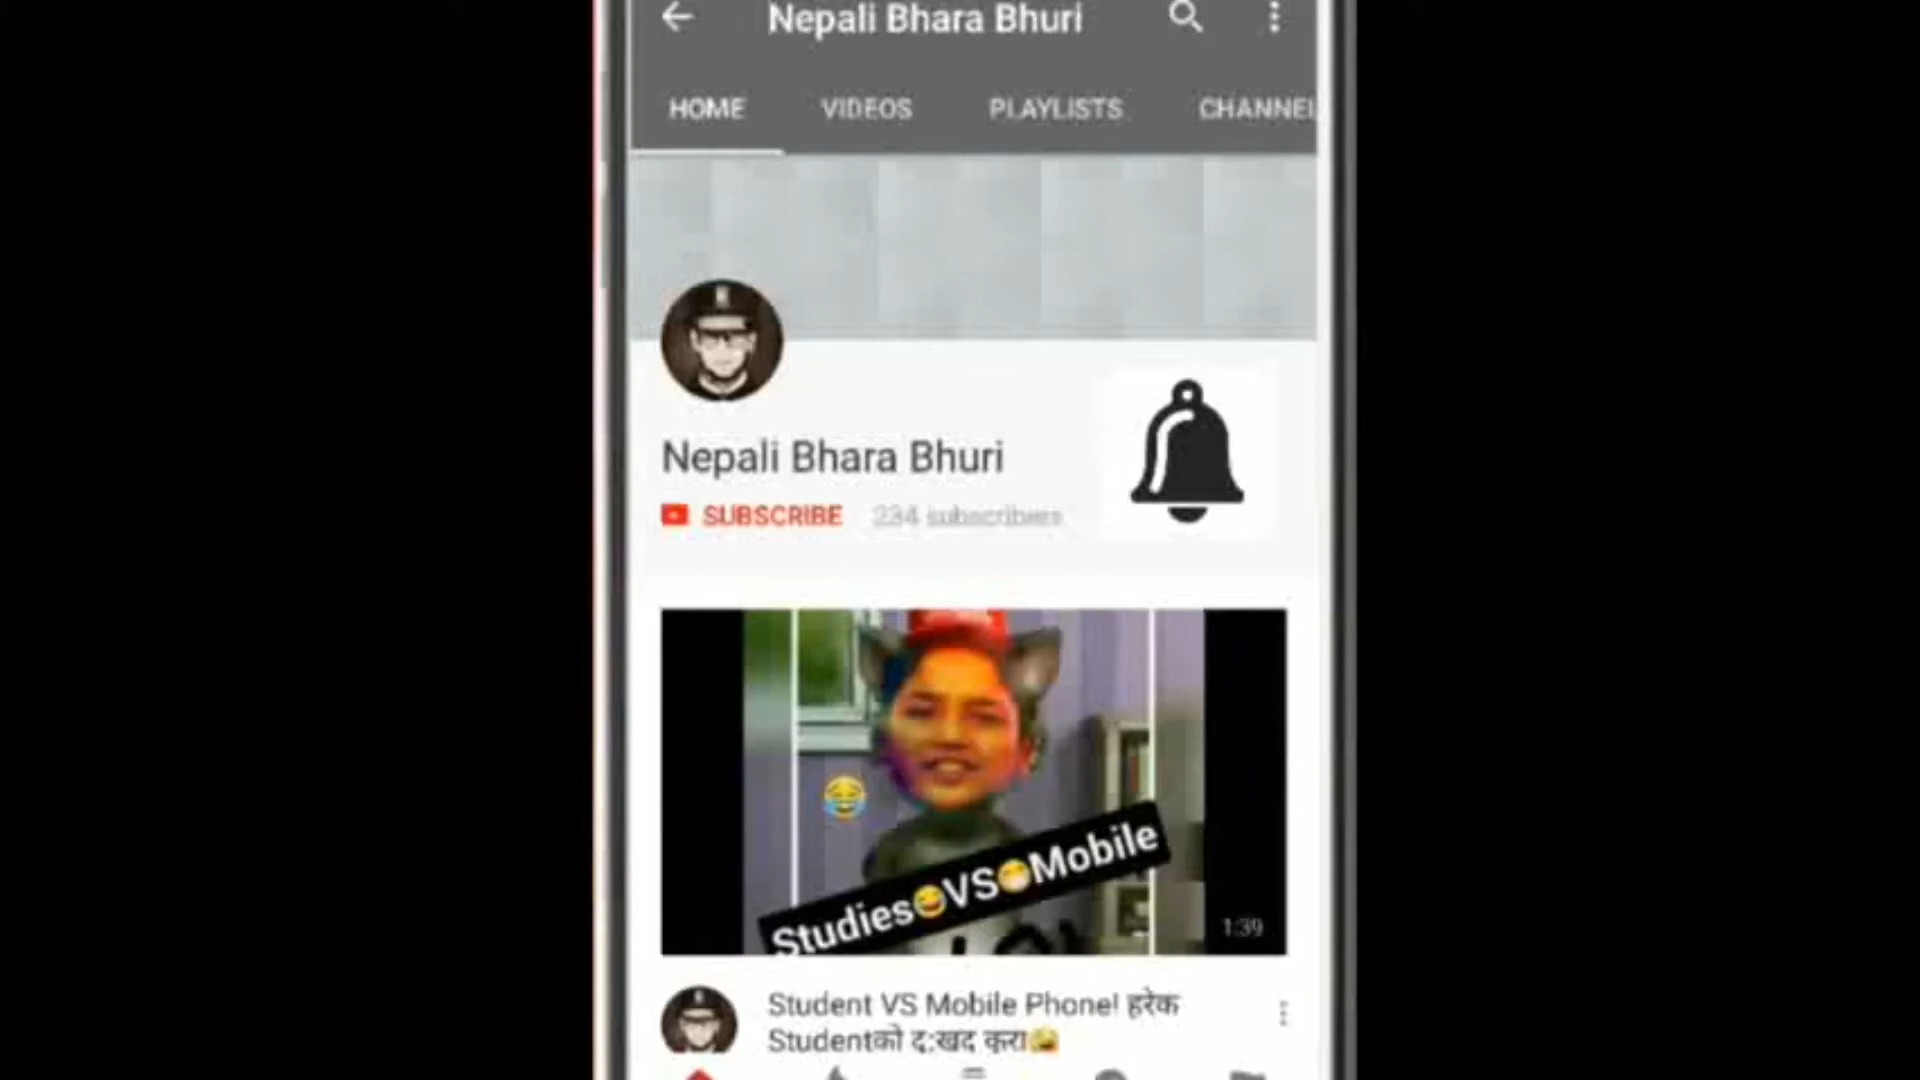 Nepali Bhara Bhuri
HOME VIDEOS PLAYLISTS CHANNEL
Nepali Bhara Bhuri
SUBSCRIBE 234 subscribers
Studies😂VS😁Mobile
1:39
Student VS Mobile Phone! हरेक
Studentको द:खद कुरा😂